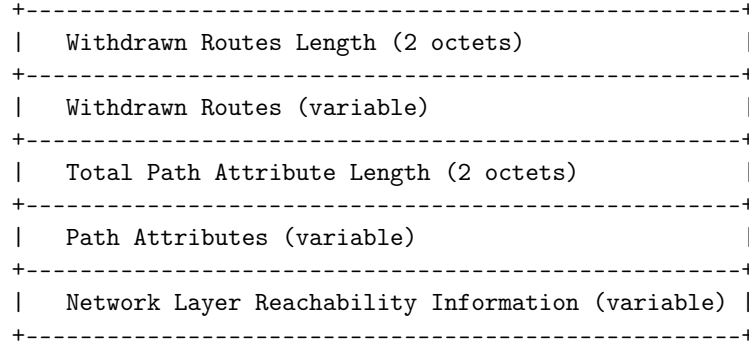 +-----------------------------------------------------+
|   Withdrawn Routes Length (2 octets)                |
+-----------------------------------------------------+
|   Withdrawn Routes (variable)                       |
+-----------------------------------------------------+
|   Total Path Attribute Length (2 octets)            |
+-----------------------------------------------------+
|   Path Attributes (variable)                        |
+-----------------------------------------------------+
|   Network Layer Reachability Information (variable) |
+-----------------------------------------------------+